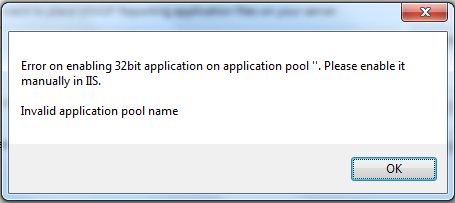 Error on enabling 32bit application on application pool ''. Please enable it
manually in IIS.
Invalid application pool name
OK